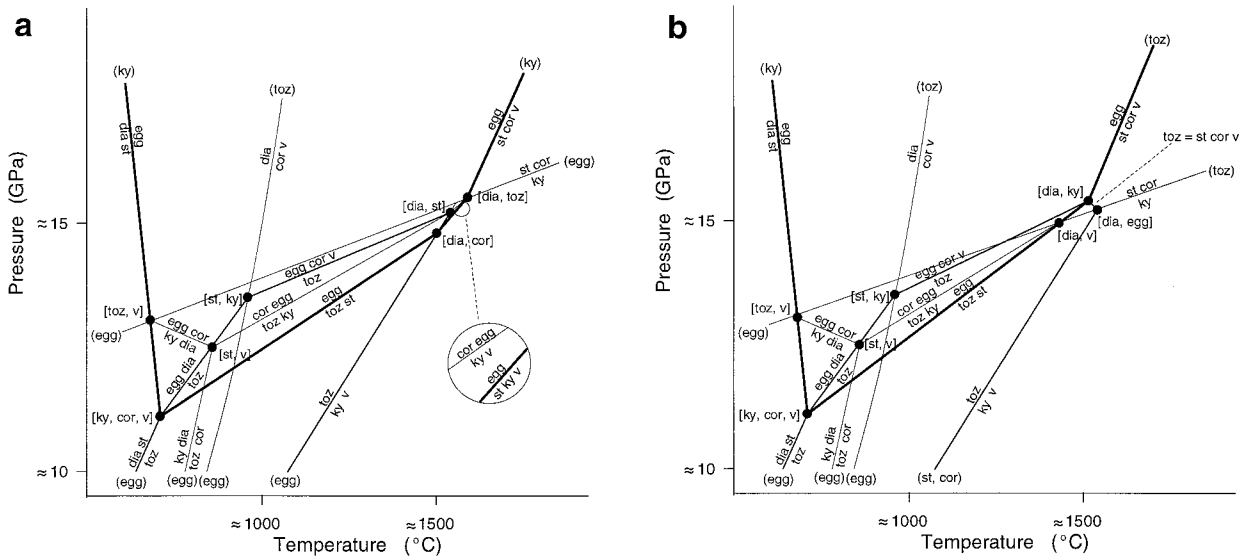 a
Pressure (GPa)
≈15
≈10
≈1000
≈1500
Temperature (°C)
(ky)
egg
dia st
(toz)
dia
cor v
(ky)
egg
st cor v
st cor
(egg)
ky
[dia, st]
[dia, toz]
[dia, cor]
egg cor v
toz
[st, ky]
cor egg
toz ky
egg
toz st
[toz, v]
(egg)
egg cor
ky dia
[st, v]
egg dia
toz
[ky, cor, v]
dia st
toz
ky dia
toz cor
toz
ky v
cor egg
ky v
egg
st ky v
(egg)
(egg)
(egg)
(egg)
b
Pressure (GPa)
≈15
≈10
≈1000
≈1500
Temperature (°C)
(ky)
egg
dia st
(toz)
dia
cor v
(toz)
egg
st cor v
toz = st cor v
(toz)
st cor
ky
[dia, ky]
[dia, egg]
[dia, v]
egg cor v
toz
[st, ky]
cor egg
toz ky
egg
toz st
[toz, v]
(egg)
egg cor
ky dia
[st, v]
egg dia
toz
[ky, cor, v]
dia st
toz
ky dia
toz cor
toz
ky v
(egg)
(egg)
(egg)
(st, cor)